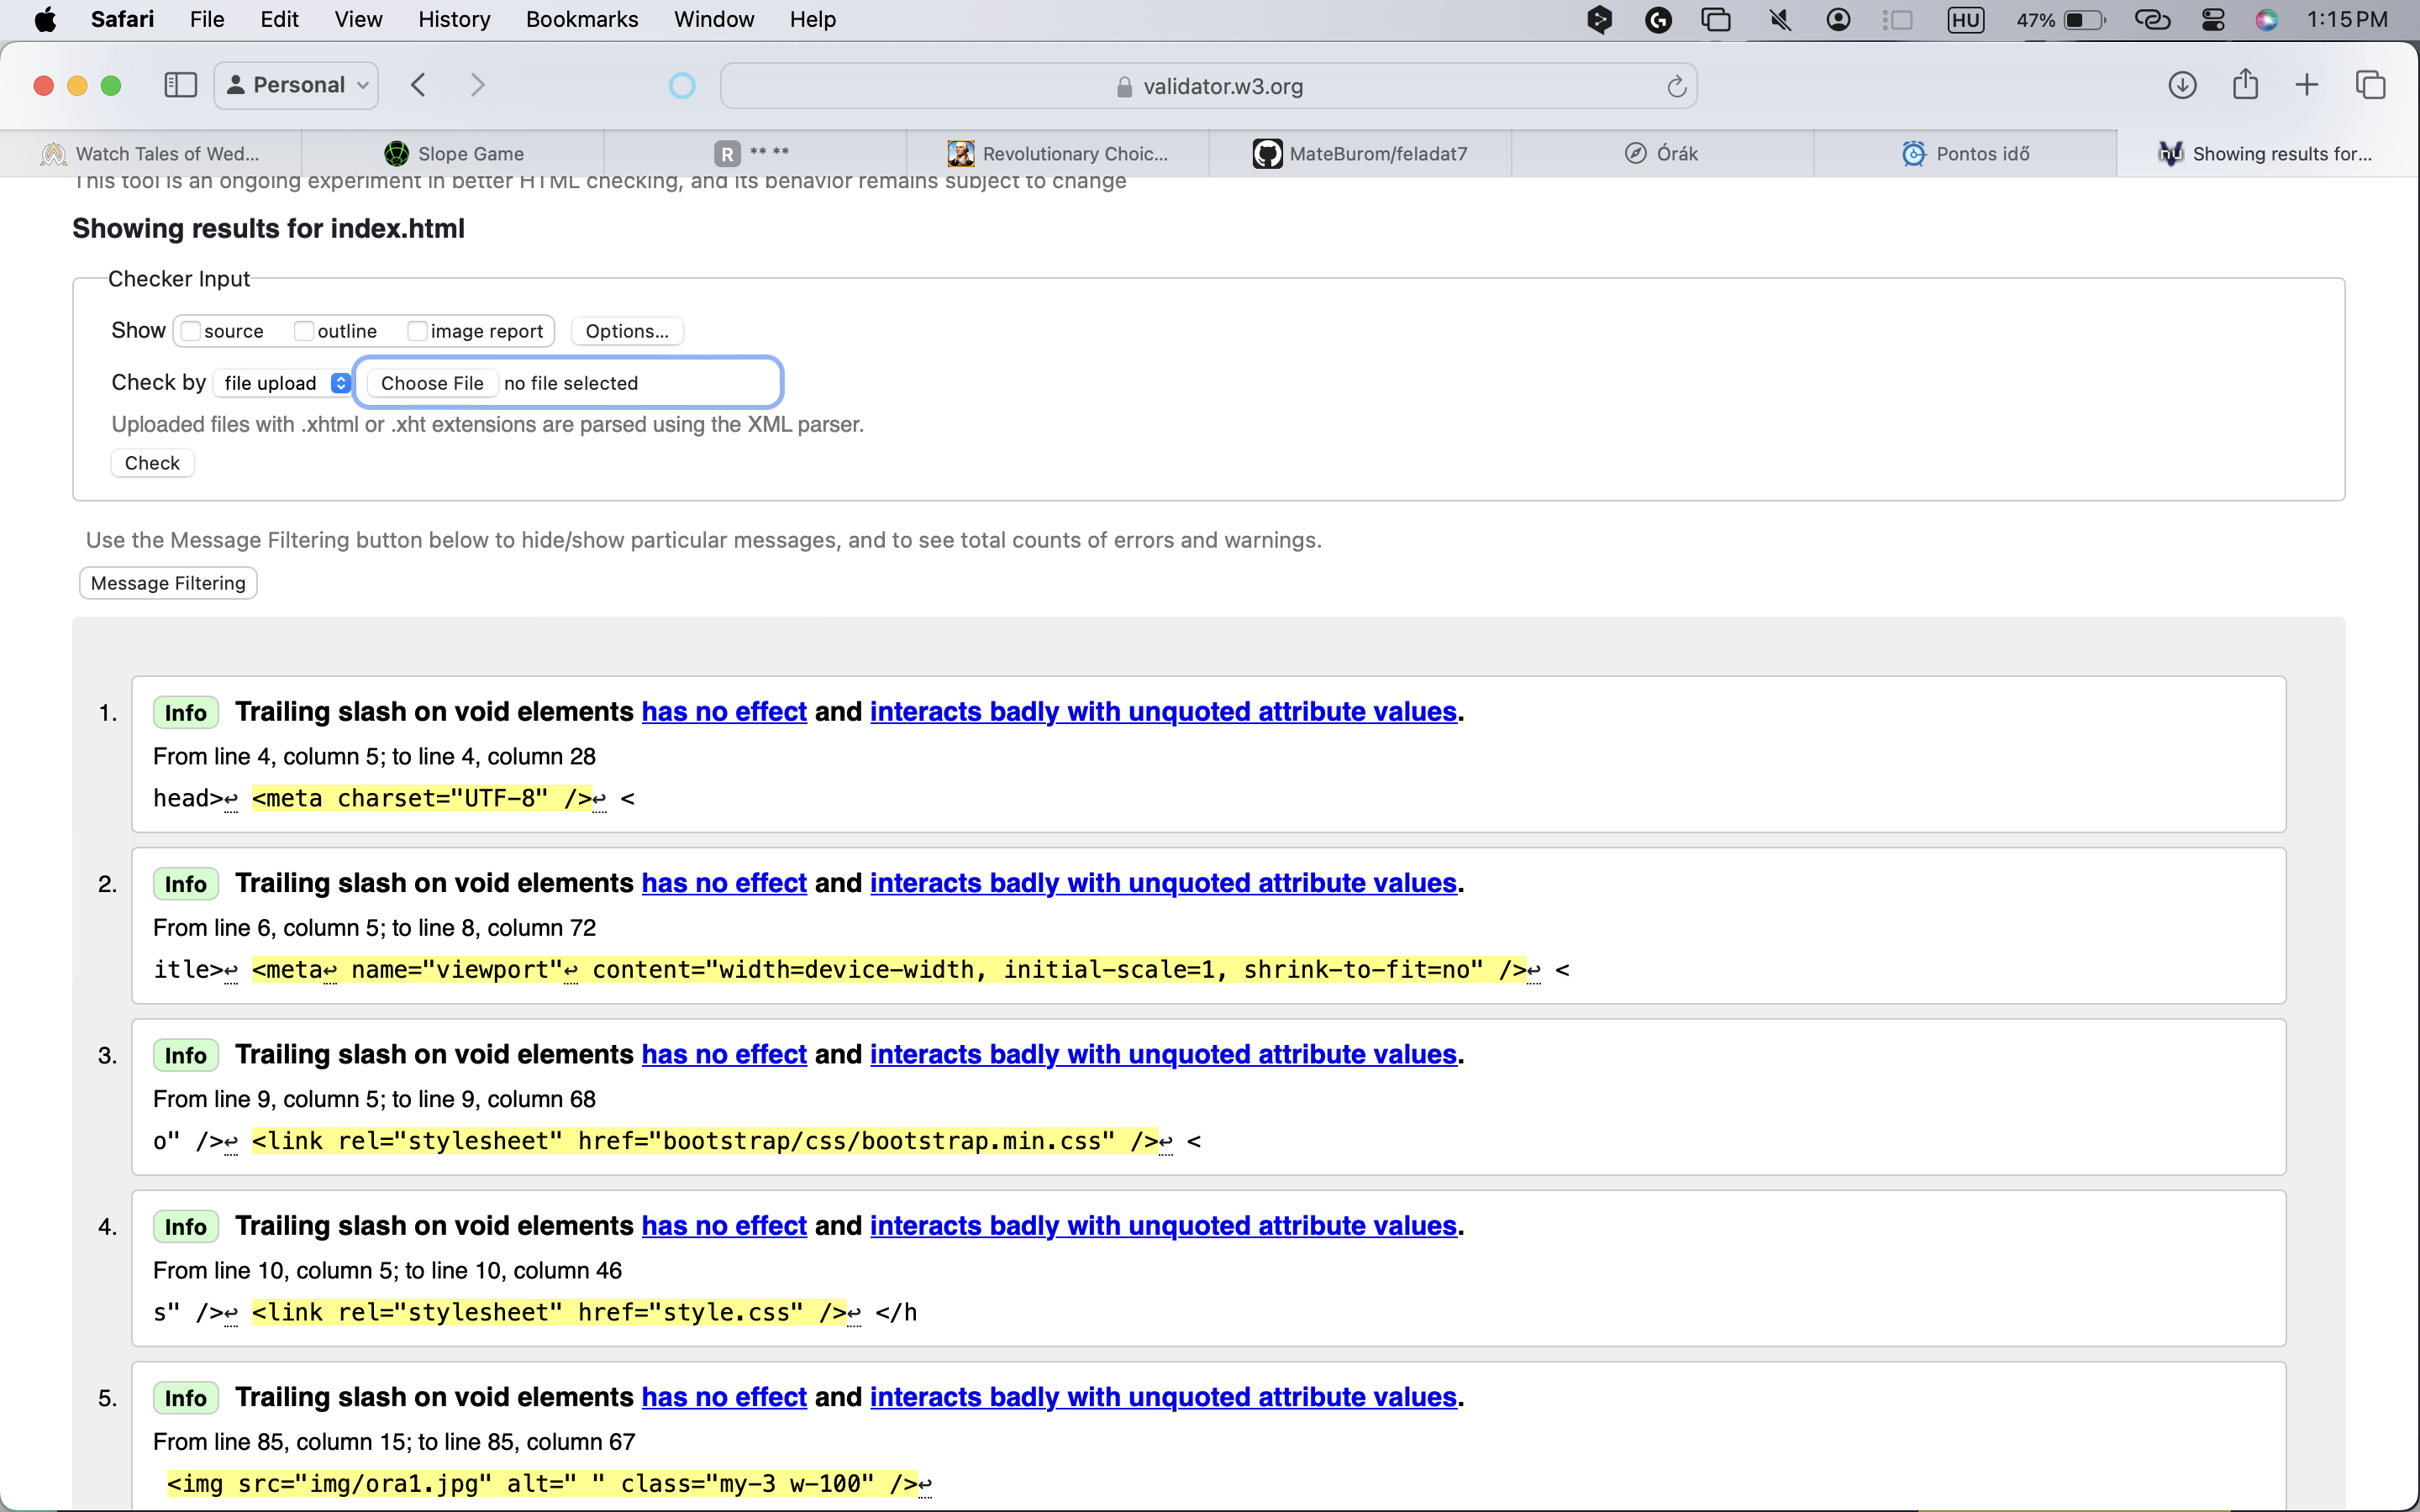 Safari File Edit View History Bookmarks Window Help HU 47% 1:15 PM
Personal validator.w3.org
Watch Tales of Wed... Slope Game R ** ** Revolutionary Choic... MateBurom/feladat7 Órák Pontos idő Showing results for...
This tool is an ongoing experiment in better HTML checking, and its behavior remains subject to change
Showing results for index.html
Checker Input
Show source outline image report Options...
Check by file upload Choose File no file selected
Uploaded files with .xhtml or .xht extensions are parsed using the XML parser.
Check
Use the Message Filtering button below to hide/show particular messages, and to see total counts of errors and warnings.
Message Filtering
1. Info Trailing slash on void elements has no effect and interacts badly with unquoted attribute values.
From line 4, column 5; to line 4, column 28
head>↩ <meta charset="UTF-8" />↩ <
2. Info Trailing slash on void elements has no effect and interacts badly with unquoted attribute values.
From line 6, column 5; to line 8, column 72
itle>↩ <meta↩ name="viewport"↩ content="width=device-width, initial-scale=1, shrink-to-fit=no" />↩ <
3. Info Trailing slash on void elements has no effect and interacts badly with unquoted attribute values.
From line 9, column 5; to line 9, column 68
o" />↩ <link rel="stylesheet" href="bootstrap/css/bootstrap.min.css" />↩ <
4. Info Trailing slash on void elements has no effect and interacts badly with unquoted attribute values.
From line 10, column 5; to line 10, column 46
s" />↩ <link rel="stylesheet" href="style.css" />↩ </h
5. Info Trailing slash on void elements has no effect and interacts badly with unquoted attribute values.
From line 85, column 15; to line 85, column 67
<img src="img/ora1.jpg" alt=" " class="my-3 w-100" />↩